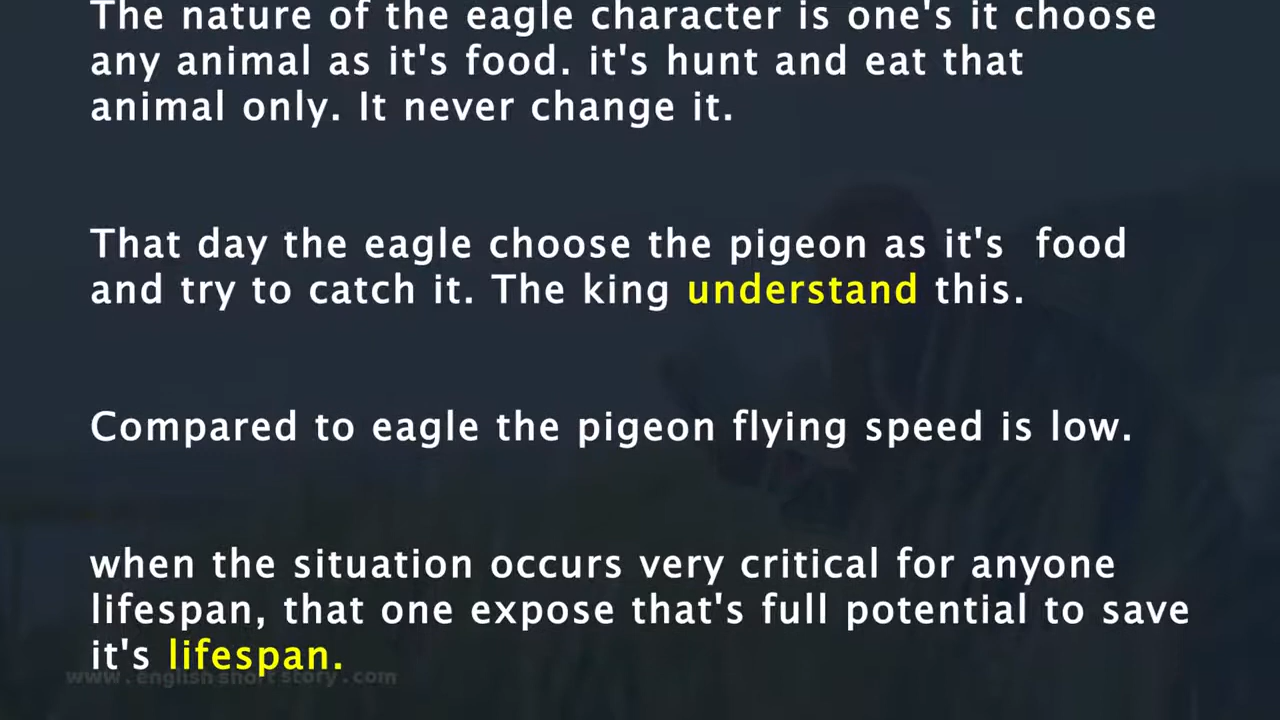 The nature of the eagle character is one's it choose
any animal as it's food. it's hunt and eat that
animal only. It never change it.
That day the eagle choose the pigeon as it's food
and try to catch it. The king understand this.
Compared to eagle the pigeon flying speed is low.
when the situation occurs very critical for anyone
lifespan, that one expose that's full potential to save
it's lifespan.
www.englishshortstory.com